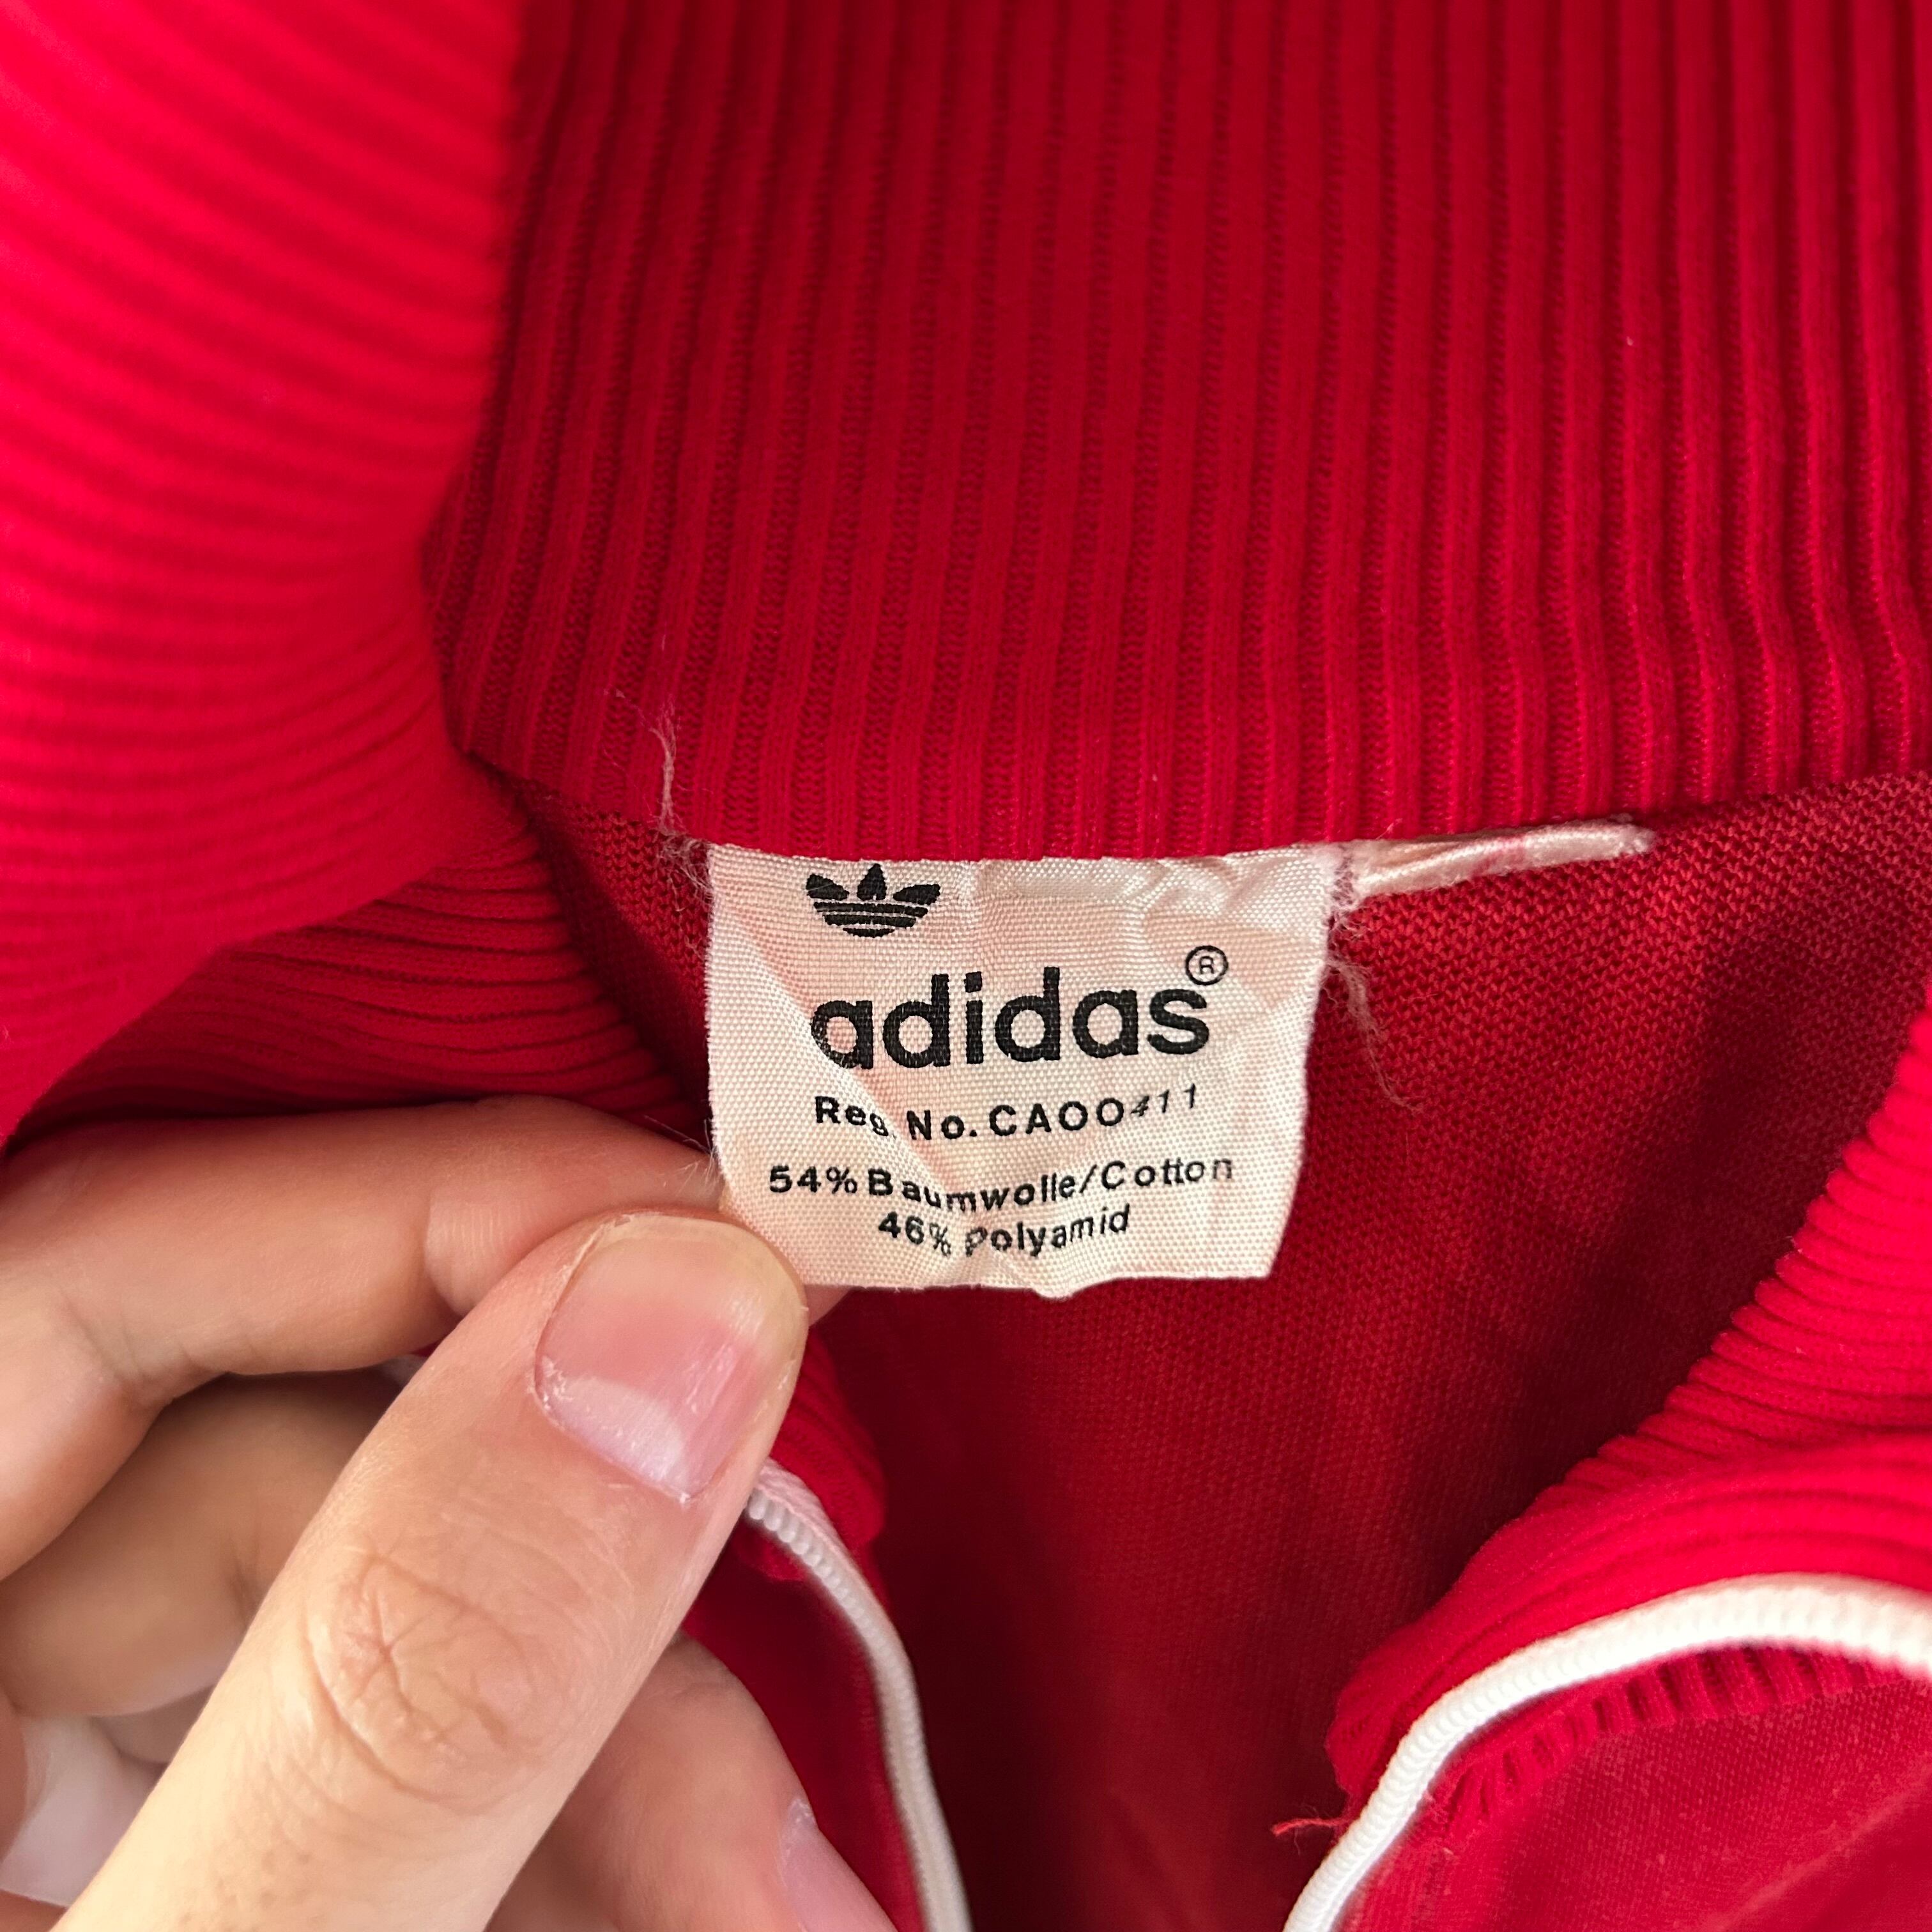 adidas®
Reg. No. CA00411
54% Baumwolle/Cotton
46% Polyamid